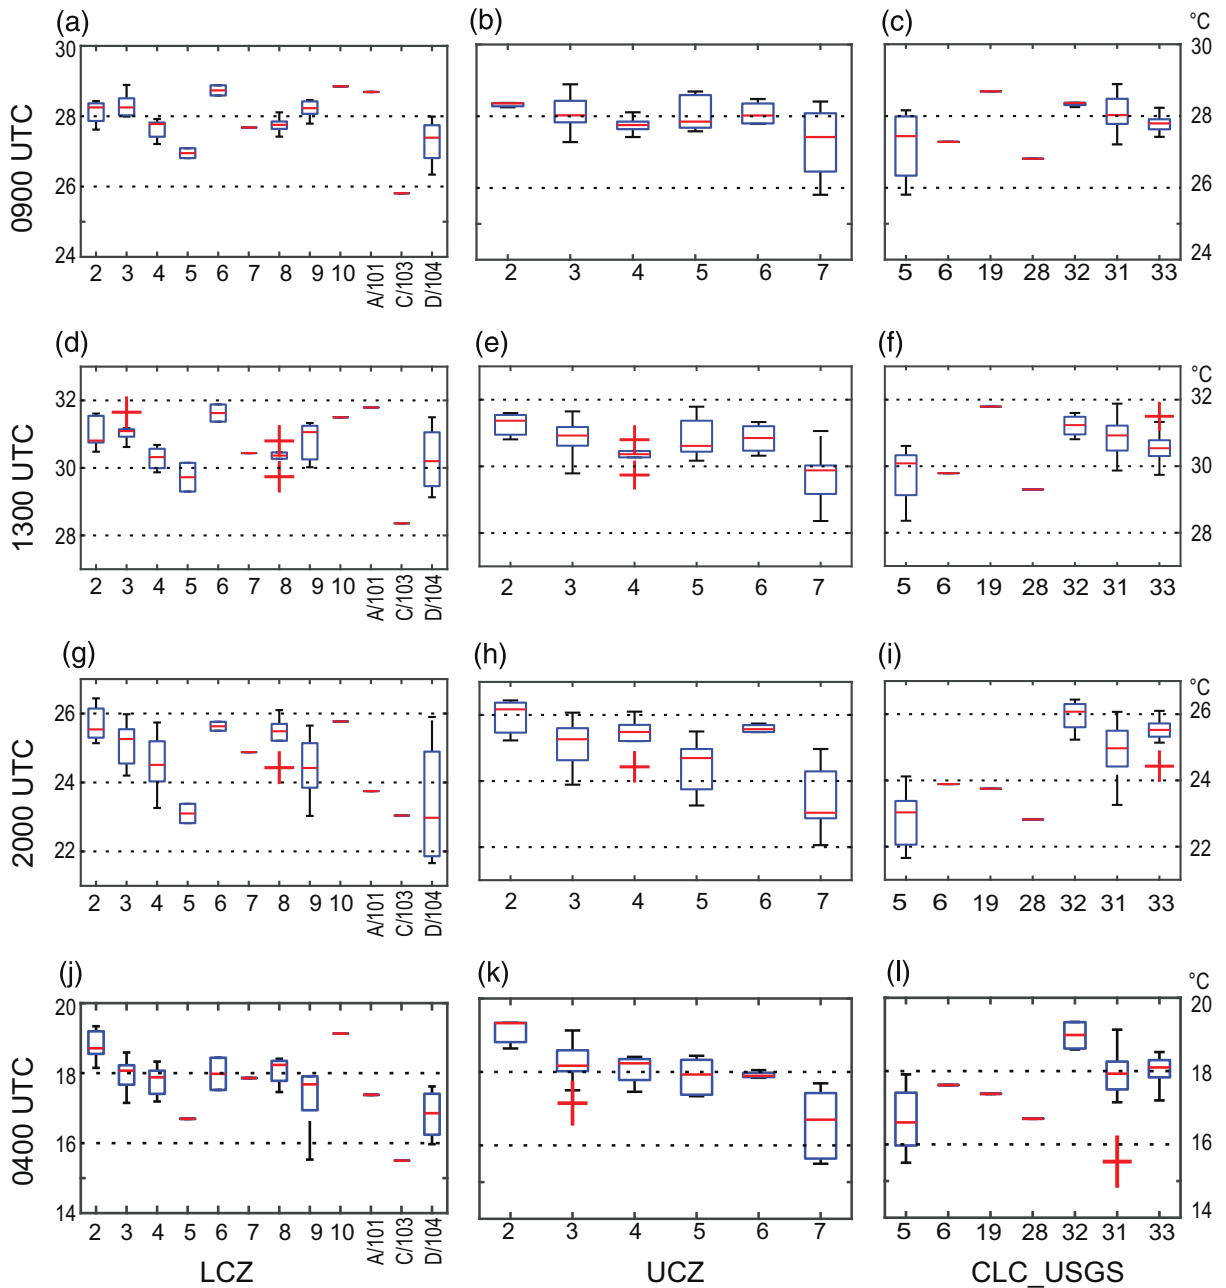 (a) (b) (c) °C
0900 UTC
30 28 26 24
30 28 26 24
2 3 4 5 6 7 8 9 10 A/101 C/103 D/104
2 3 4 5 6 7
5 6 19 28 32 31 33
(d) (e) (f) °C
1300 UTC
32 30 28
32 30 28
2 3 4 5 6 7 8 9 10 A/101 C/103 D/104
2 3 4 5 6 7
5 6 19 28 32 31 33
(g) (h) (i) °C
2000 UTC
26 24 22
26 24 22
2 3 4 5 6 7 8 9 10 A/101 C/103 D/104
2 3 4 5 6 7
5 6 19 28 32 31 33
(j) (k) (l) °C
0400 UTC
20 18 16 14
20 18 16 14
2 3 4 5 6 7 8 9 10 A/101 C/103 D/104
2 3 4 5 6 7
5 6 19 28 32 31 33
LCZ UCZ CLC_USGS